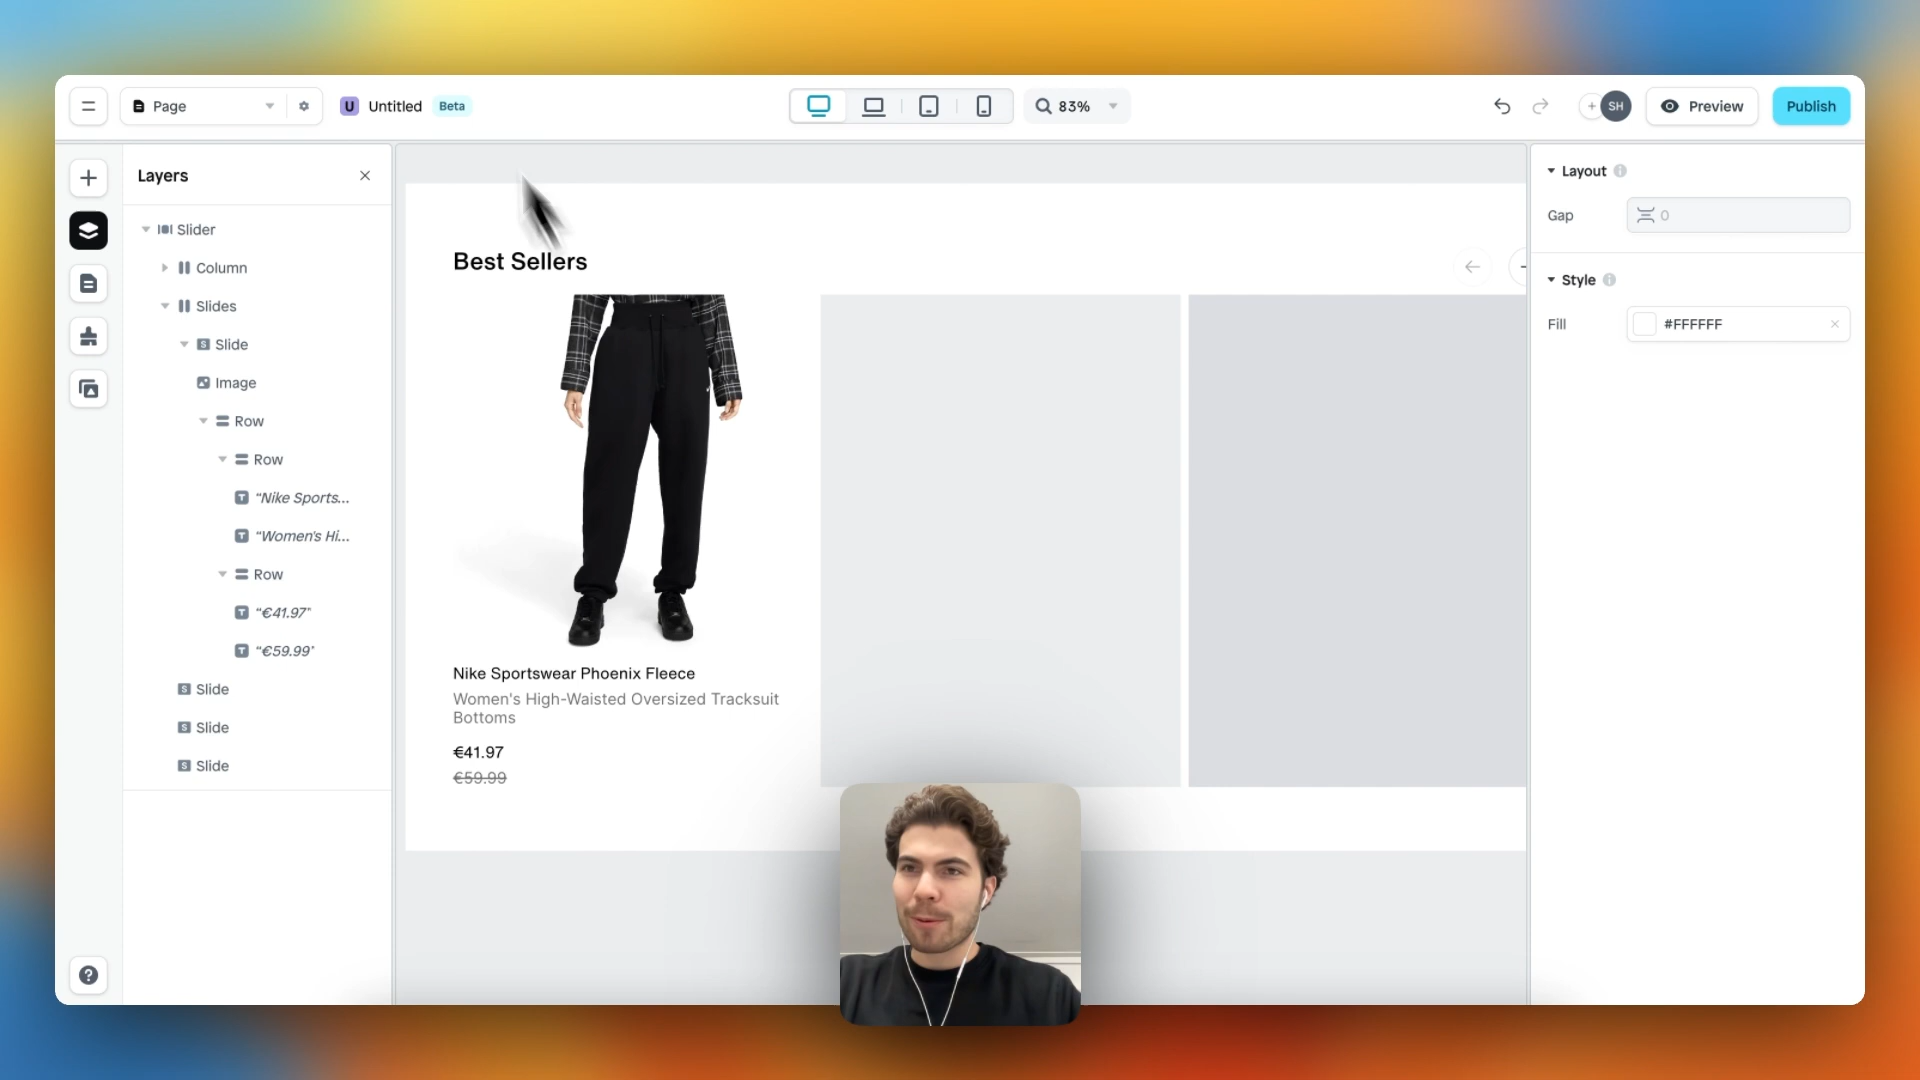 Page
U Untitled Beta
83%
SH
Preview
Publish
Layers
Slider
Column
Slides
S Slide
Image
Row
Row
T “Nike Sports...
T “Women's Hi...
Row
T “€41.97”
T “€59.99”
S Slide
S Slide
S Slide
Best Sellers
Nike Sportswear Phoenix Fleece
Women's High-Waisted Oversized Tracksuit
Bottoms
€41.97
€59.99
Layout
Gap
0
Style
Fill
#FFFFFF